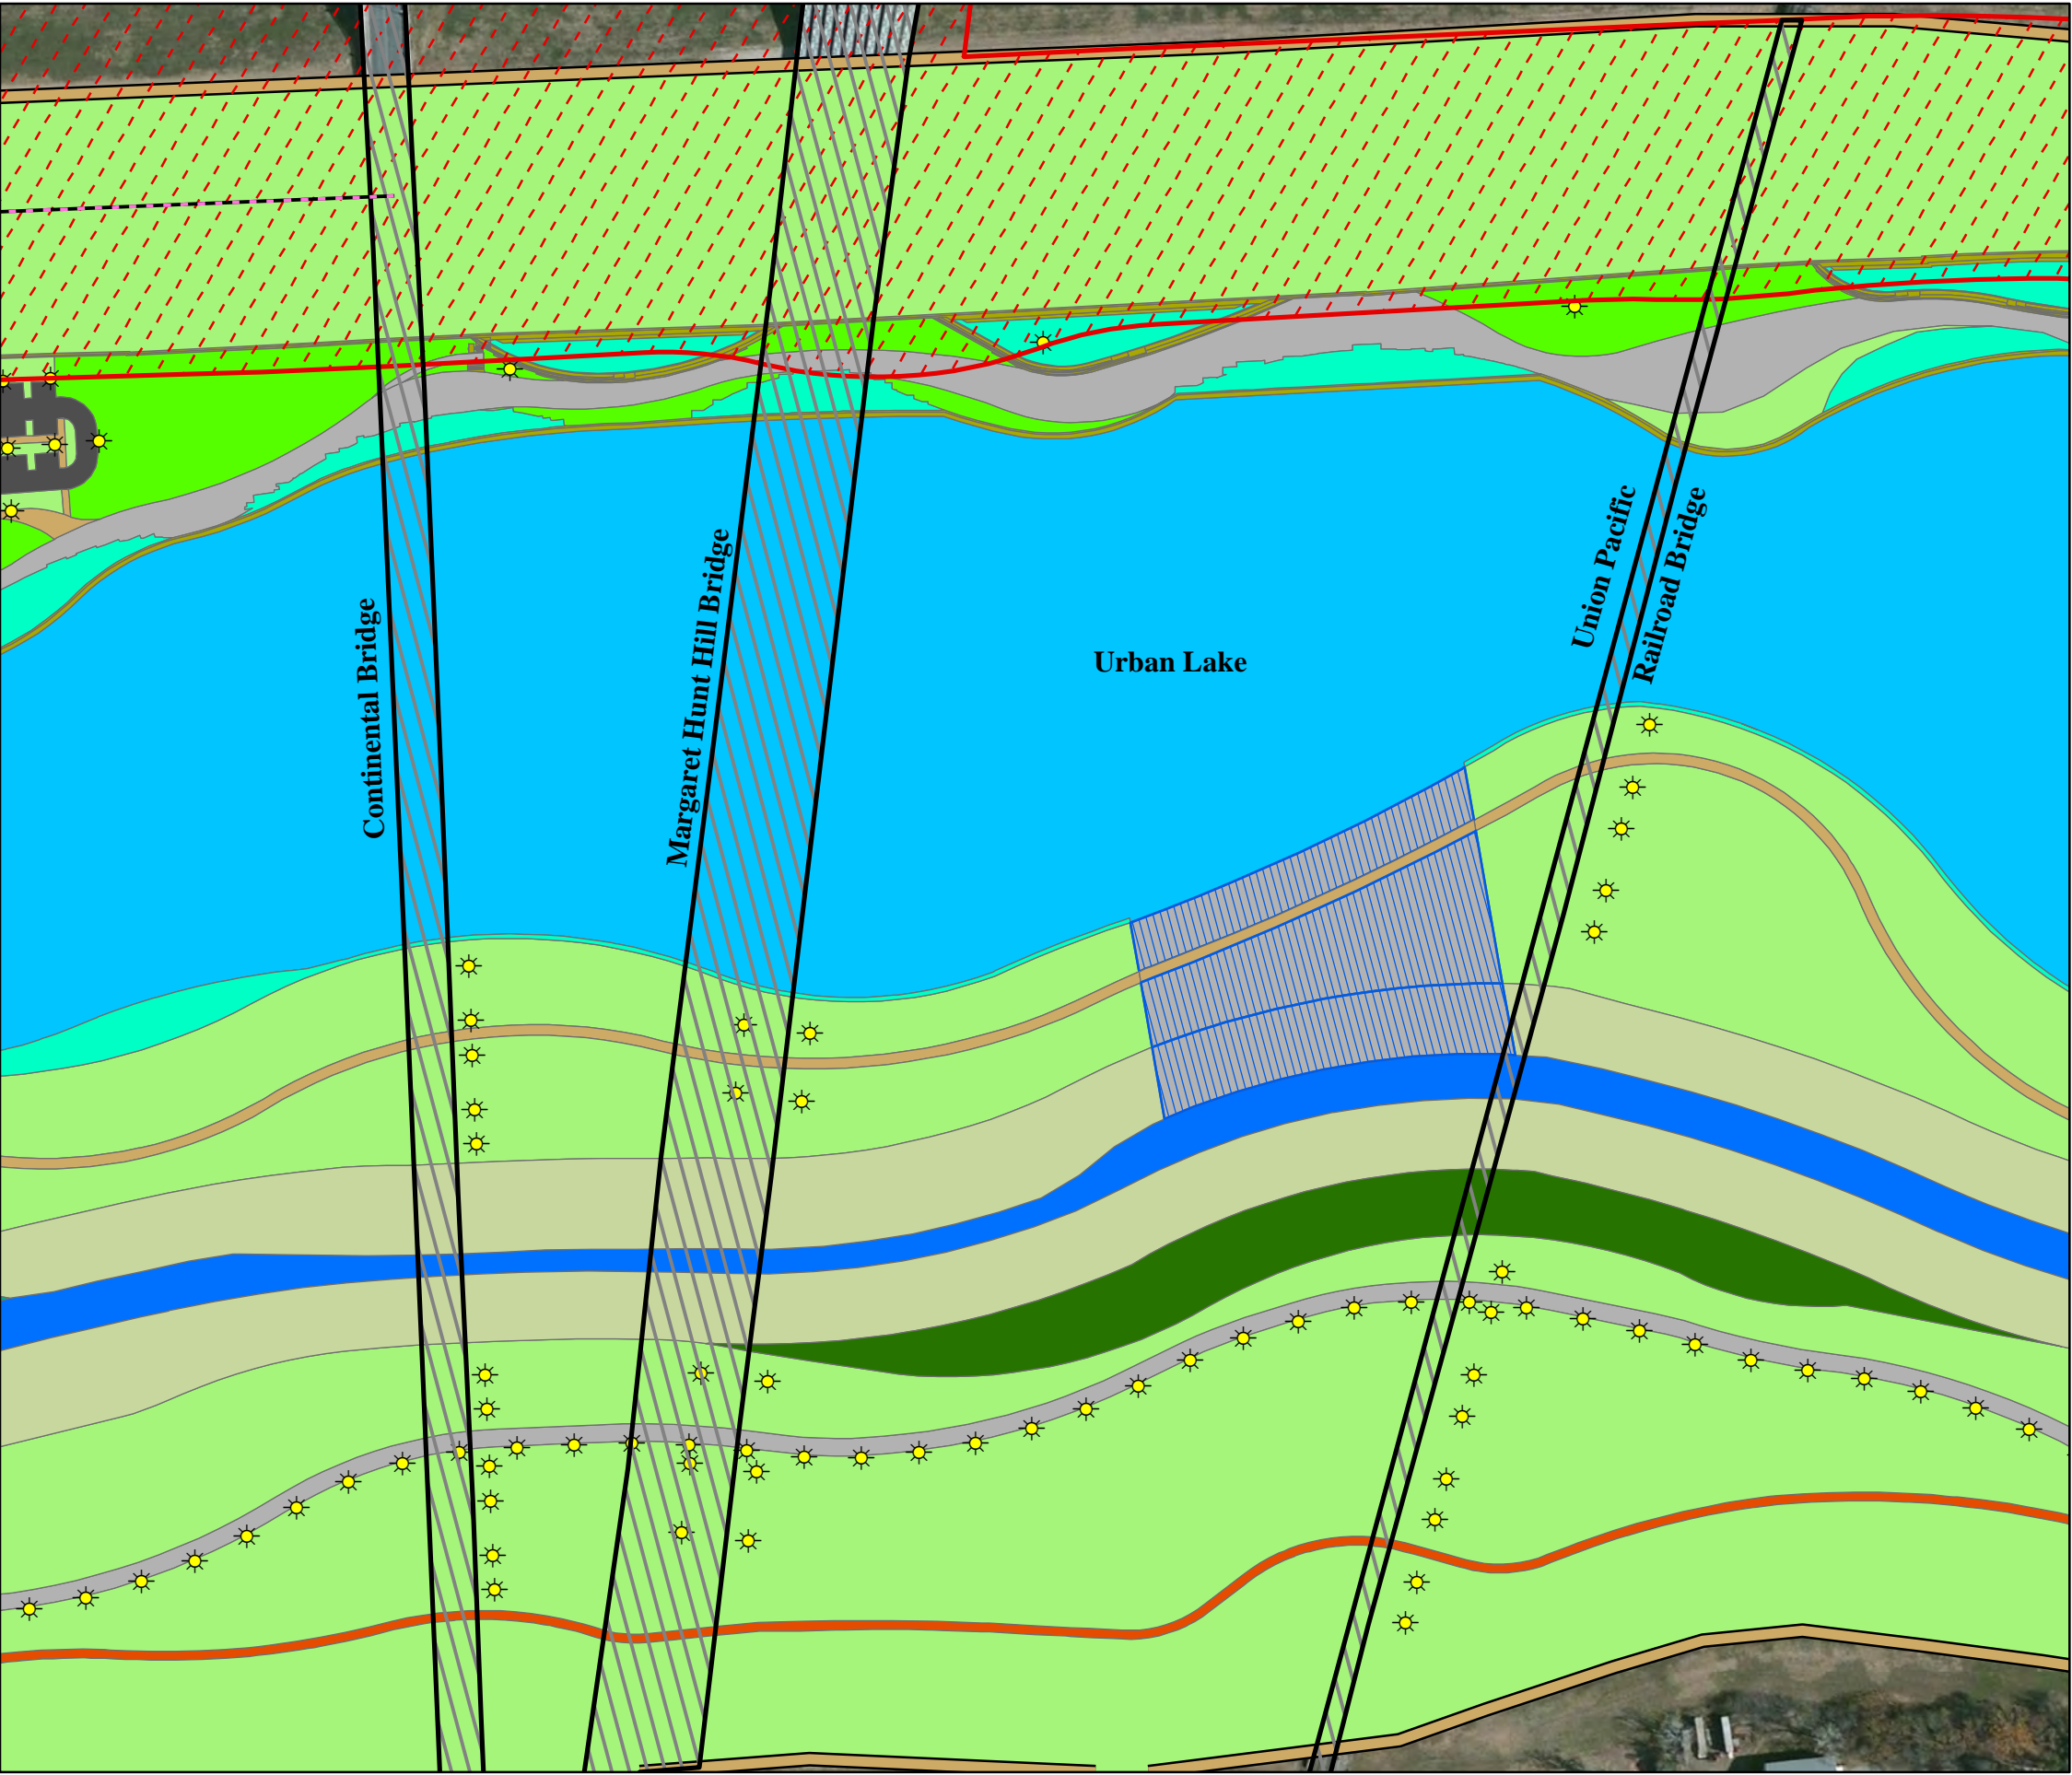 Continental Bridge
Margaret Hunt Hill Bridge
Urban Lake
Union Pacific
Railroad Bridge